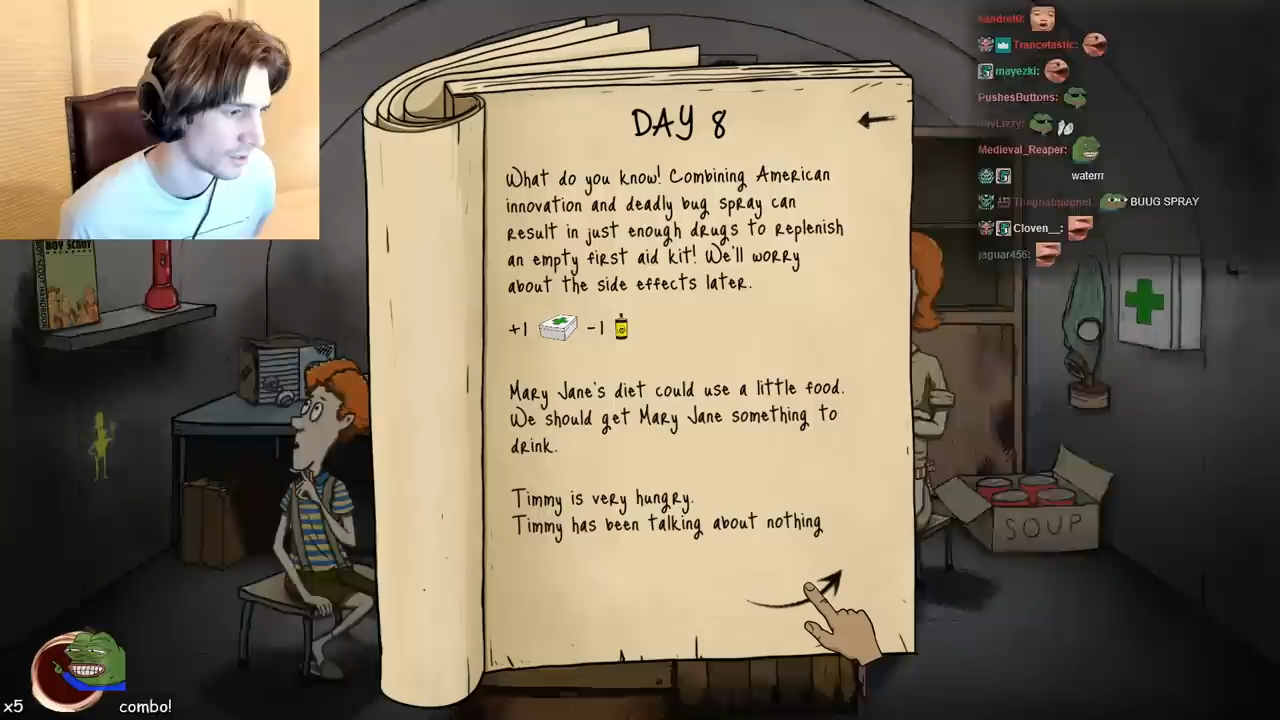 DAY 8
What do you know! Combining American
innovation and deadly bug spray can
result in just enough drugs to replenish
an empty first aid kit! We'll worry
about the side effects later.
+1 -1
Mary Jane's diet could use a little food.
We should get Mary Jane something to
drink.
Timmy is very hungry.
Timmy has been talking about nothing
BOY SCOUT
SOUP
x5 combo!
xandret0:
Trancetastic:
mayezki:
PushesButtons:
Medieval_Reaper:
waterrr
Thegnatmagnet: BUUG SPRAY
Cloven__:
jaguar456: